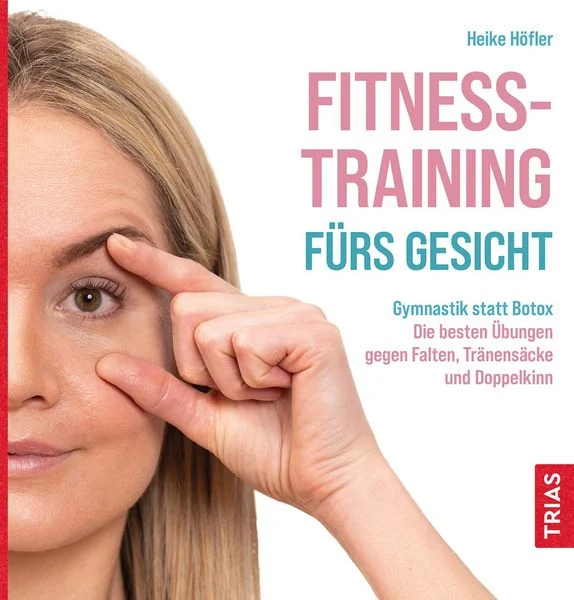 Heike Höfler
FITNESS-
TRAINING
FÜRS GESICHT
Gymnastik statt Botox
Die besten Übungen
gegen Falten, Tränensäcke
und Doppelkinn
TRIAS